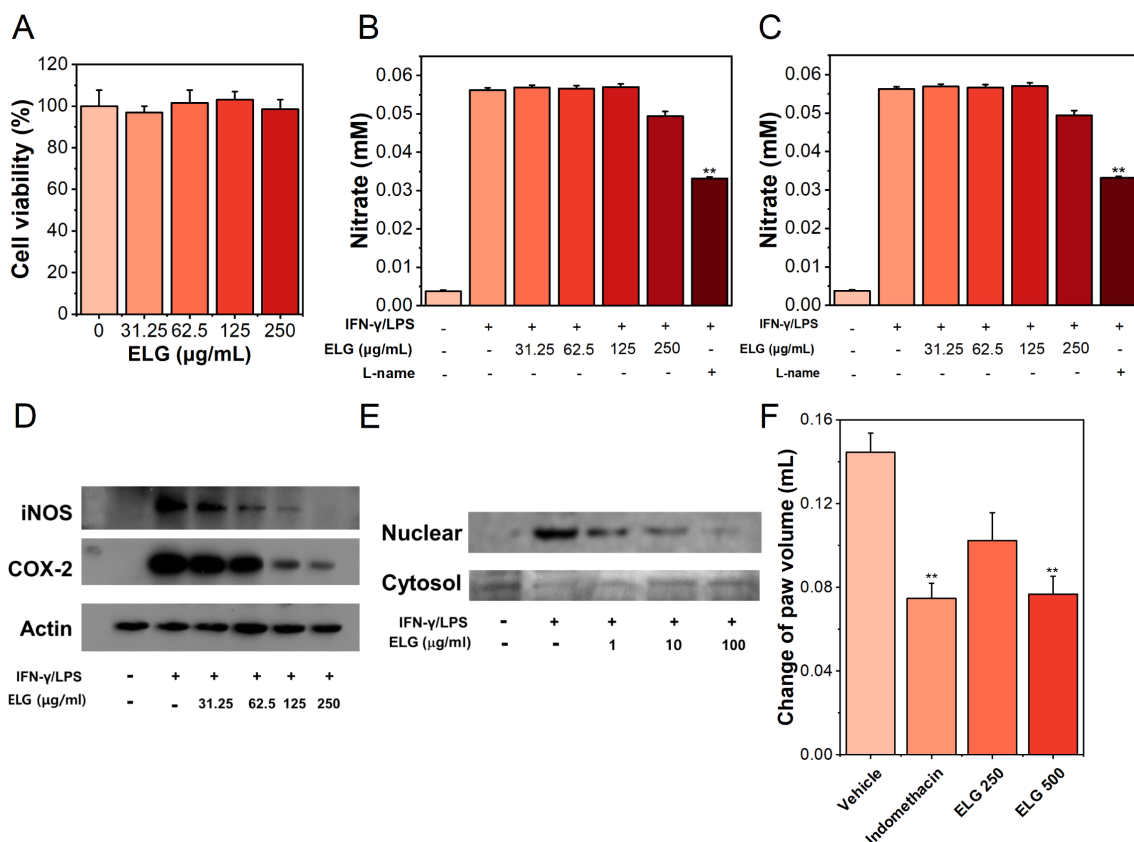 A
Cell viability (%)
120
100
80
60
40
20
0
0 31.25 62.5 125 250
ELG (μg/mL)
B
Nitrate (mM)
0.06
0.05
0.04
0.03
0.02
0.01
0.00
**
IFN-γ/LPS - + + + + + +
ELG (μg/mL) - - 31.25 62.5 125 250 -
L-name - - - - - - +
C
Nitrate (mM)
0.06
0.05
0.04
0.03
0.02
0.01
0.00
**
IFN-γ/LPS - + + + + + +
ELG (μg/mL) - - 31.25 62.5 125 250 -
- - - - - - +
D
iNOS
COX-2
Actin
IFN-γ/LPS - + + + + +
ELG (μg/ml) - - 31.25 62.5 125 250
E
Nuclear
Cytosol
IFN-γ/LPS - + + + +
ELG (μg/ml) - - 1 10 100
F
Change of paw volume (mL)
0.16
0.12
0.08
0.04
0.00
** **
Vehicle Indomethacin ELG 250 ELG 500